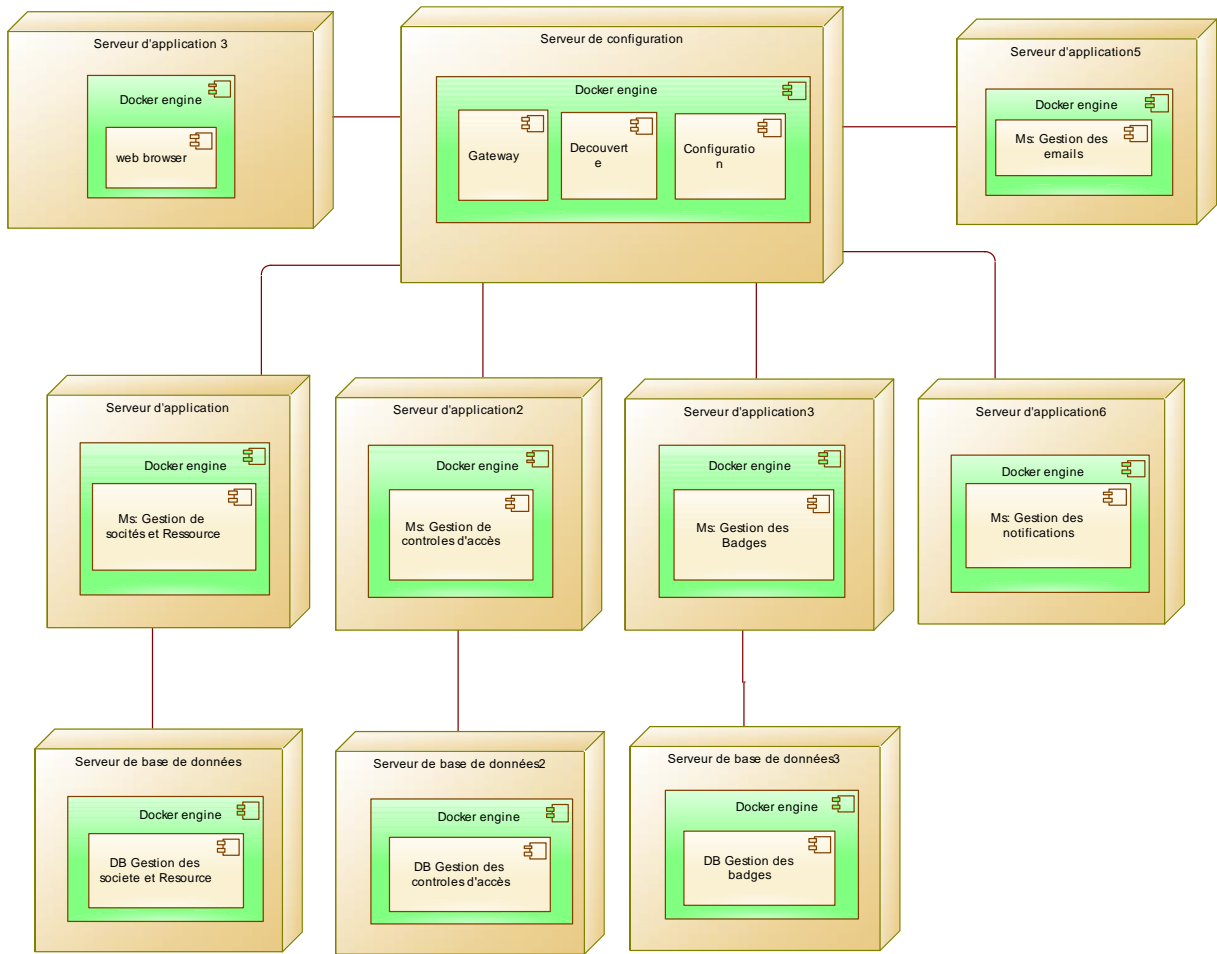 Serveur d'application 3
Docker engine
web browser
Serveur de configuration
Docker engine
Gateway
Decouvert
e
Configuratio
n
Serveur d'application5
Docker engine
Ms: Gestion des
emails
Serveur d'application
Docker engine
Ms: Gestion de
socités et Ressource
Serveur d'application2
Docker engine
Ms: Gestion de
controles d'accès
Serveur d'application3
Docker engine
Ms: Gestion des
Badges
Serveur d'application6
Docker engine
Ms: Gestion des
notifications
Serveur de base de données
Docker engine
DB Gestion des
societe et Resource
Serveur de base de données2
Docker engine
DB Gestion des
controles d'accès
Serveur de base de données3
Docker engine
DB Gestion des
badges